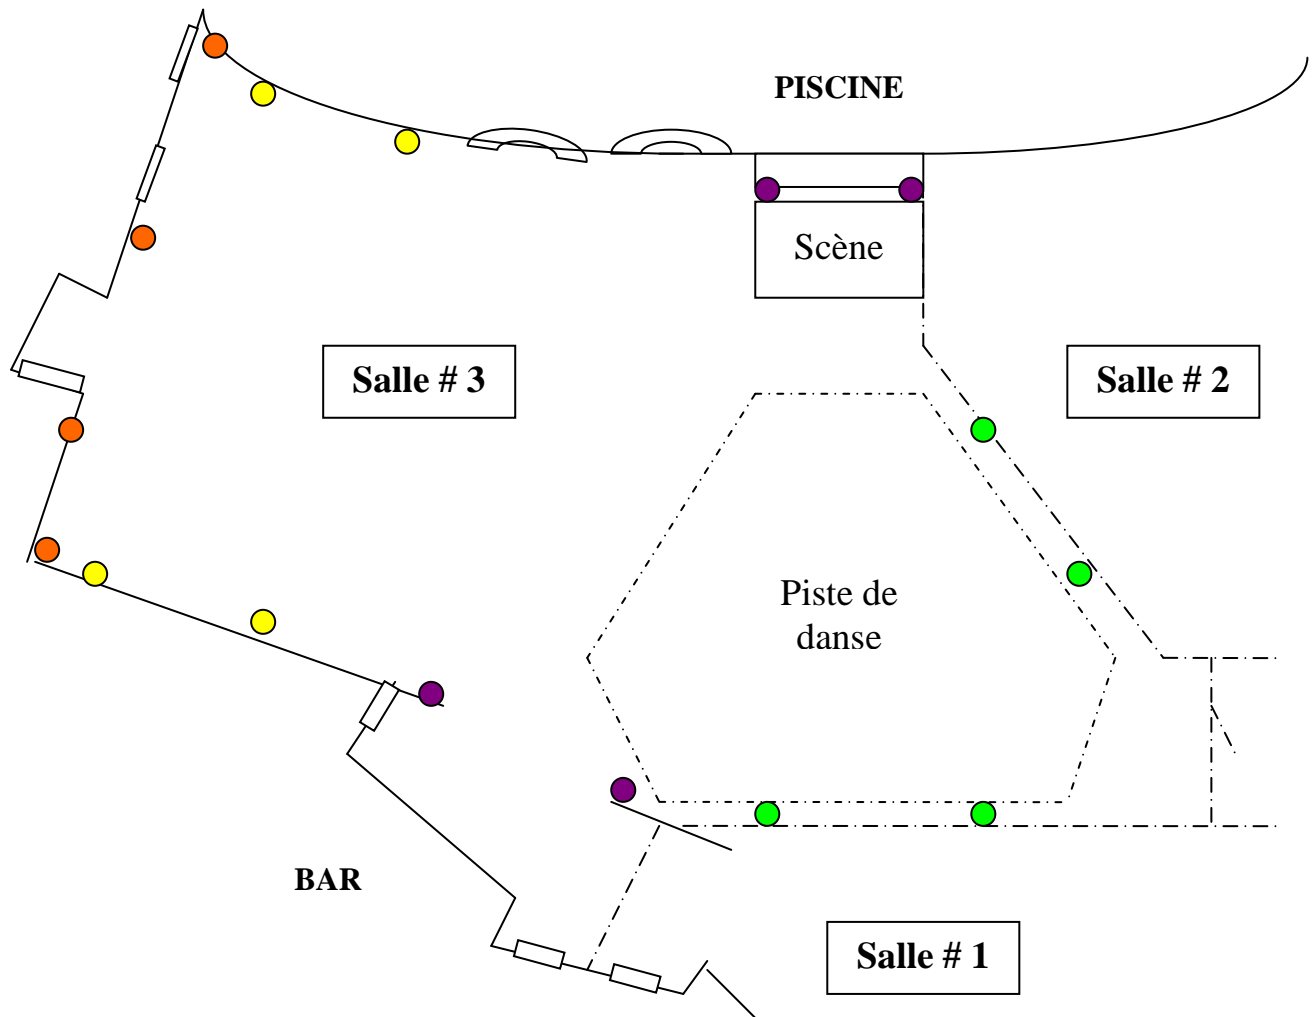 PISCINE
Scène
Salle # 3
Salle # 2
Piste de
danse
BAR
Salle # 1